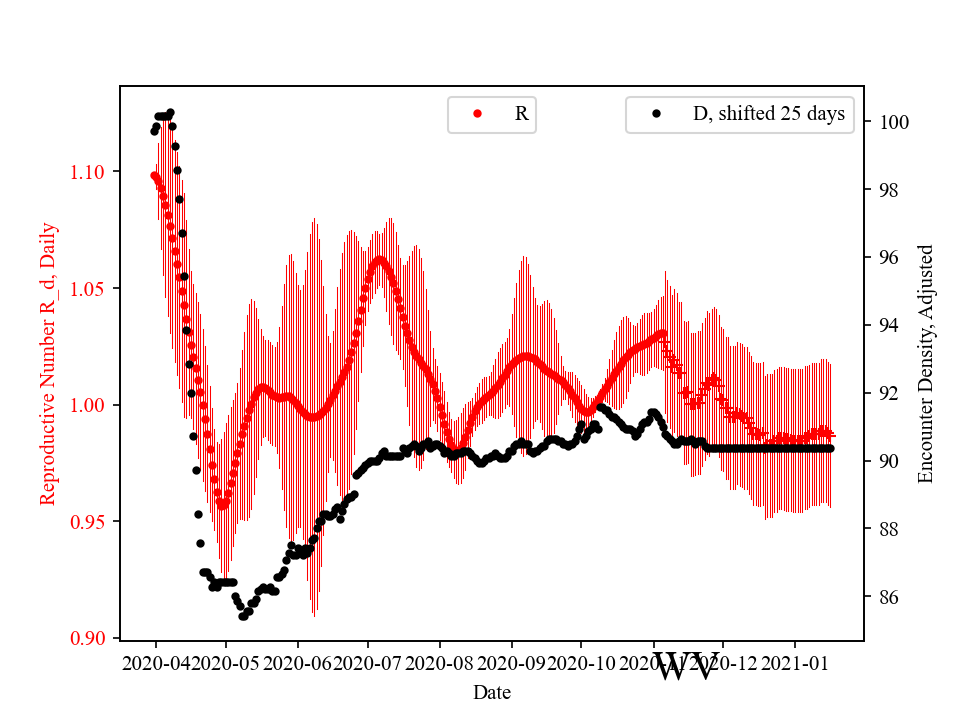 R
D, shifted 25 days
1.10
1.05
1.00
0.95
0.90
Reproductive Number R_d, Daily
100
98
96
94
92
90
88
86
Encounter Density, Adjusted
2020-04 2020-05 2020-06 2020-07 2020-08 2020-09 2020-10 2020-11 2020-12 2021-01
WV
Date